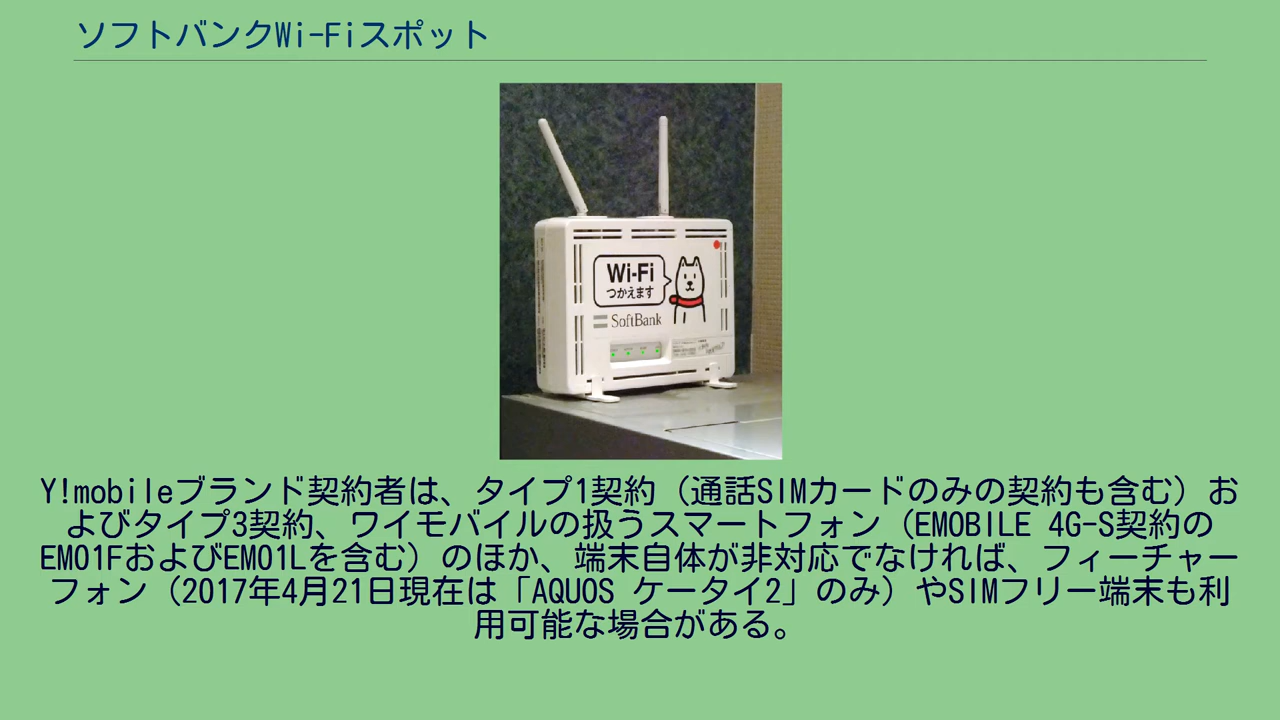 ソフトバンクWi-Fiスポット
Wi-Fi
つかえます
SoftBank
Y!mobileブランド契約者は、タイプ1契約（通話SIMカードのみの契約も含む）お
よびタイプ3契約、ワイモバイルの扱うスマートフォン（EMOBILE 4G-S契約の
EM01FおよびEM01Lを含む）のほか、端末自体が非対応でなければ、フィーチャー
フォン（2017年4月21日現在は「AQUOS ケータイ2」のみ）やSIMフリー端末も利
用可能な場合がある。